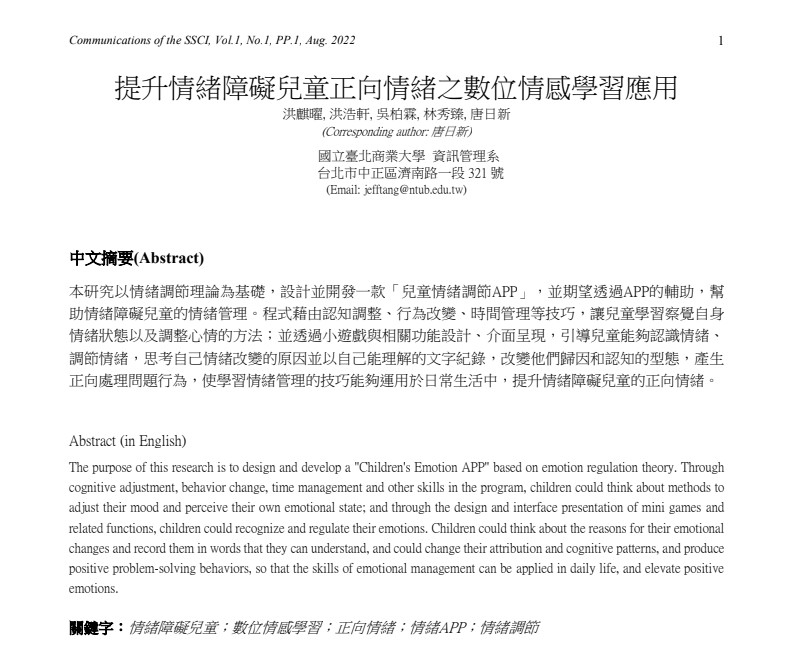 Communications of the SSCI, Vol.1, No.1, PP.1, Aug. 2022 1
提升情緒障礙兒童正向情緒之數位情感學習應用
洪麒曜, 洪浩軒, 吳柏霖, 林秀臻, 唐日新
(Corresponding author: 唐日新)
國立臺北商業大學 資訊管理系
台北市中正區濟南路一段 321 號
(Email: jefftang@ntub.edu.tw)
中文摘要(Abstract)
本研究以情緒調節理論為基礎，設計並開發一款「兒童情緒調節APP」，並期望透過APP的輔助，幫
助情緒障礙兒童的情緒管理。程式藉由認知調整、行為改變、時間管理等技巧，讓兒童學習察覺自身
情緒狀態以及調整心情的方法；並透過小遊戲與相關功能設計、介面呈現，引導兒童能夠認識情緒、
調節情緒，思考自己情緒改變的原因並以自己能理解的文字紀錄，改變他們歸因和認知的型態，產生
正向處理問題行為，使學習情緒管理的技巧能夠運用於日常生活中，提升情緒障礙兒童的正向情緒。
Abstract (in English)
The purpose of this research is to design and develop a "Children's Emotion APP" based on emotion regulation theory. Through
cognitive adjustment, behavior change, time management and other skills in the program, children could think about methods to
adjust their mood and perceive their own emotional state; and through the design and interface presentation of mini games and
related functions, children could recognize and regulate their emotions. Children could think about the reasons for their emotional
changes and record them in words that they can understand, and could change their attribution and cognitive patterns, and produce
positive problem-solving behaviors, so that the skills of emotional management can be applied in daily life, and elevate positive
emotions.
關鍵字：情緒障礙兒童；數位情感學習；正向情緒；情緒APP；情緒調節